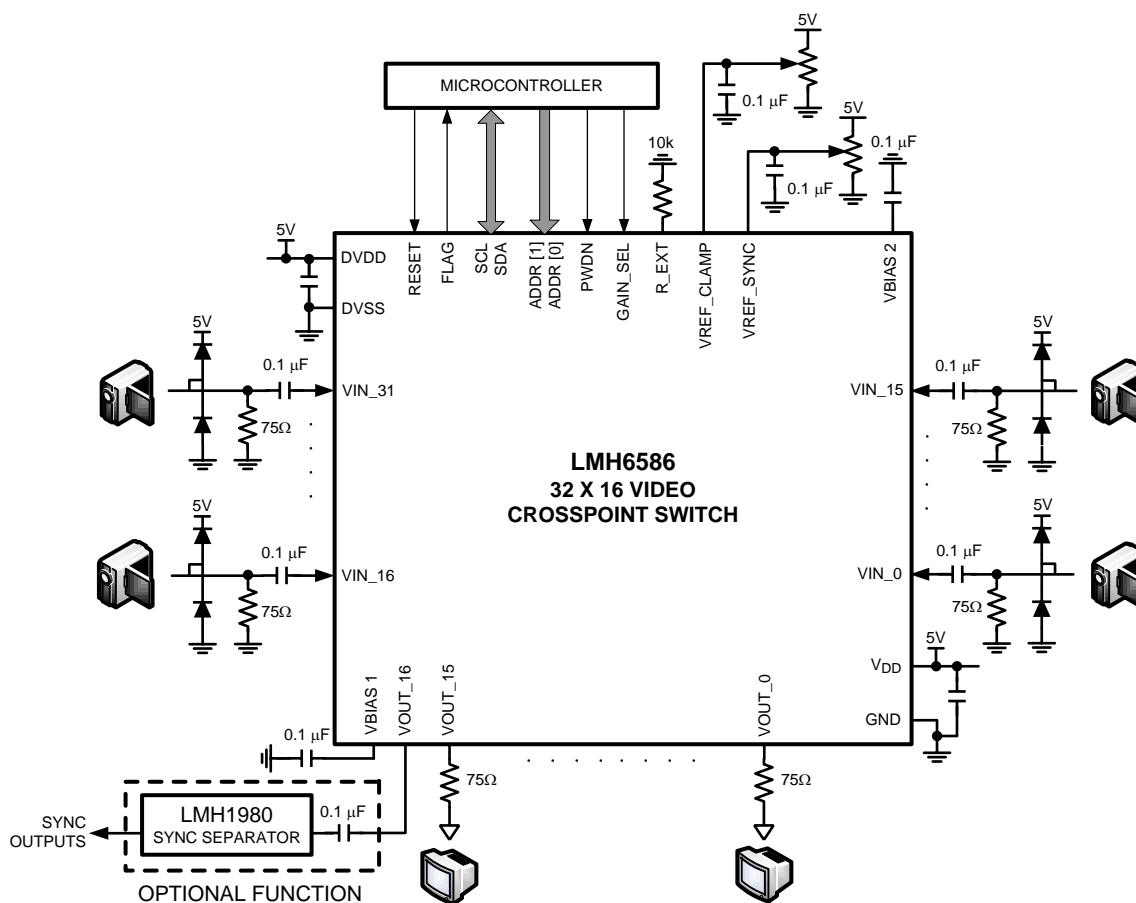 5V
MICROCONTROLLER
0.1 µF
5V
10k
0.1 µF
0.1 µF
5V
DVDD
DVSS
RESET
FLAG
SCL
SDA
ADDR [1]
ADDR [0]
PWDN
GAIN_SEL
R_EXT
VREF_CLAMP
VREF_SYNC
VBIAS 2
5V
0.1 µF
VIN_31
75Ω
5V
0.1 µF
VIN_15
75Ω
LMH6586
32 X 16 VIDEO
CROSSPOINT SWITCH
5V
0.1 µF
VIN_16
75Ω
5V
0.1 µF
VIN_0
75Ω
5V
VDD
GND
VBIAS 1
VOUT_16
VOUT_15
VOUT_0
0.1 µF
75Ω
75Ω
SYNC
OUTPUTS
LMH1980
SYNC SEPARATOR
0.1 µF
OPTIONAL FUNCTION